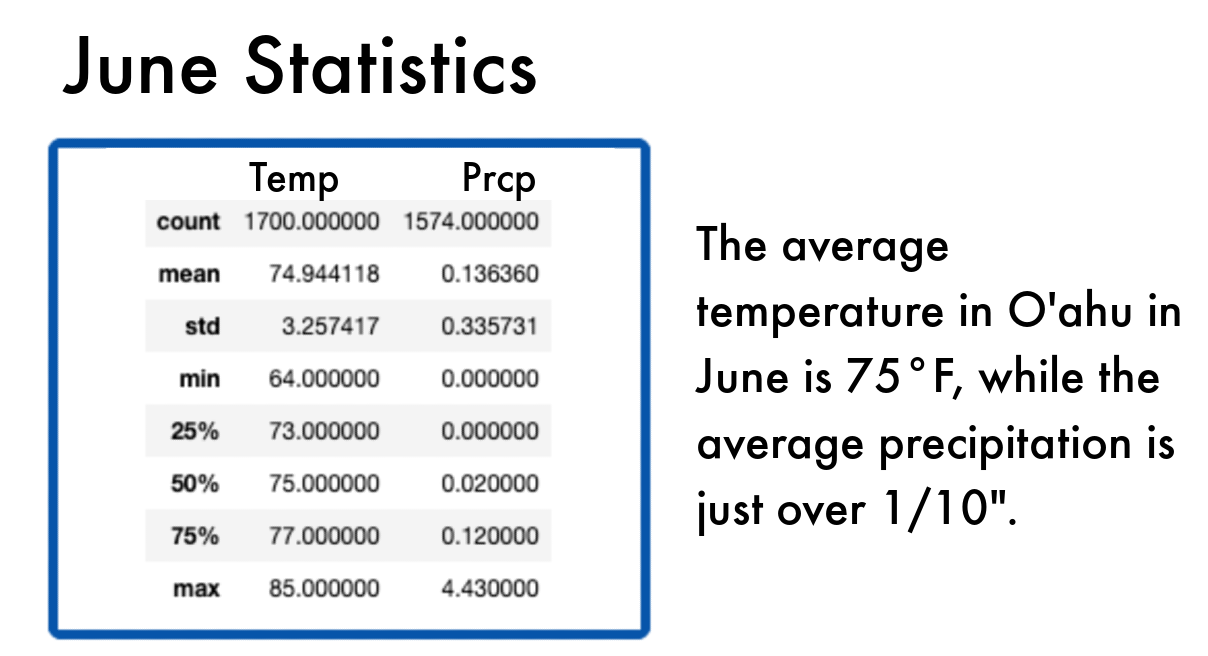 June Statistics
Temp Prcp
count 1700.000000 1574.000000
mean 74.944118 0.136360
std 3.257417 0.335731
min 64.000000 0.000000
25% 73.000000 0.000000
50% 75.000000 0.020000
75% 77.000000 0.120000
max 85.000000 4.430000
The average
temperature in O'ahu in
June is 75°F, while the
average precipitation is
just over 1/10".